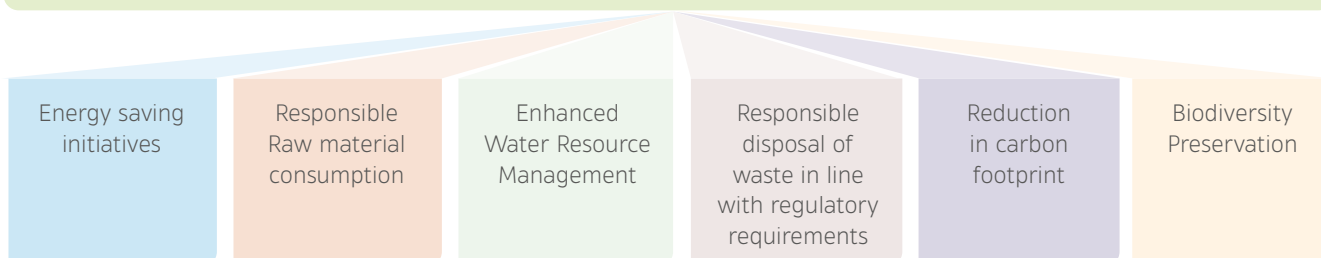 Energy saving
initiatives
Responsible
Raw material
consumption
Enhanced
Water Resource
Management
Responsible
disposal of
waste in line
with regulatory
requirements
Reduction
in carbon
footprint
Biodiversity
Preservation